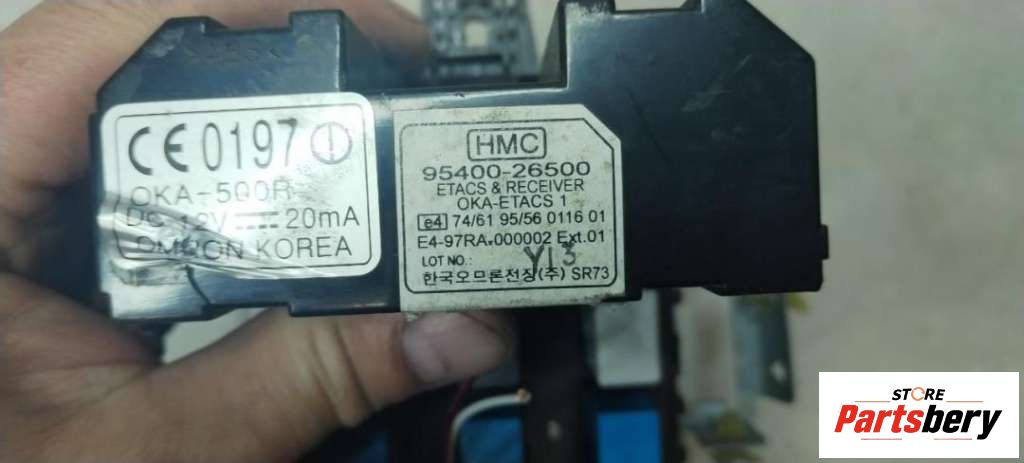 CE 0197
OKA-500R
DC 12V 20mA
OMRON KOREA
HMC
95400-26500
ETACS & RECEIVER
OKA-ETACS 1
e4 74/61 95/56 0116 01
E4-97RA-000002 Ext.01
LOT NO.: Y13
한국오므론전장(주) SR73
STORE
Partsbery